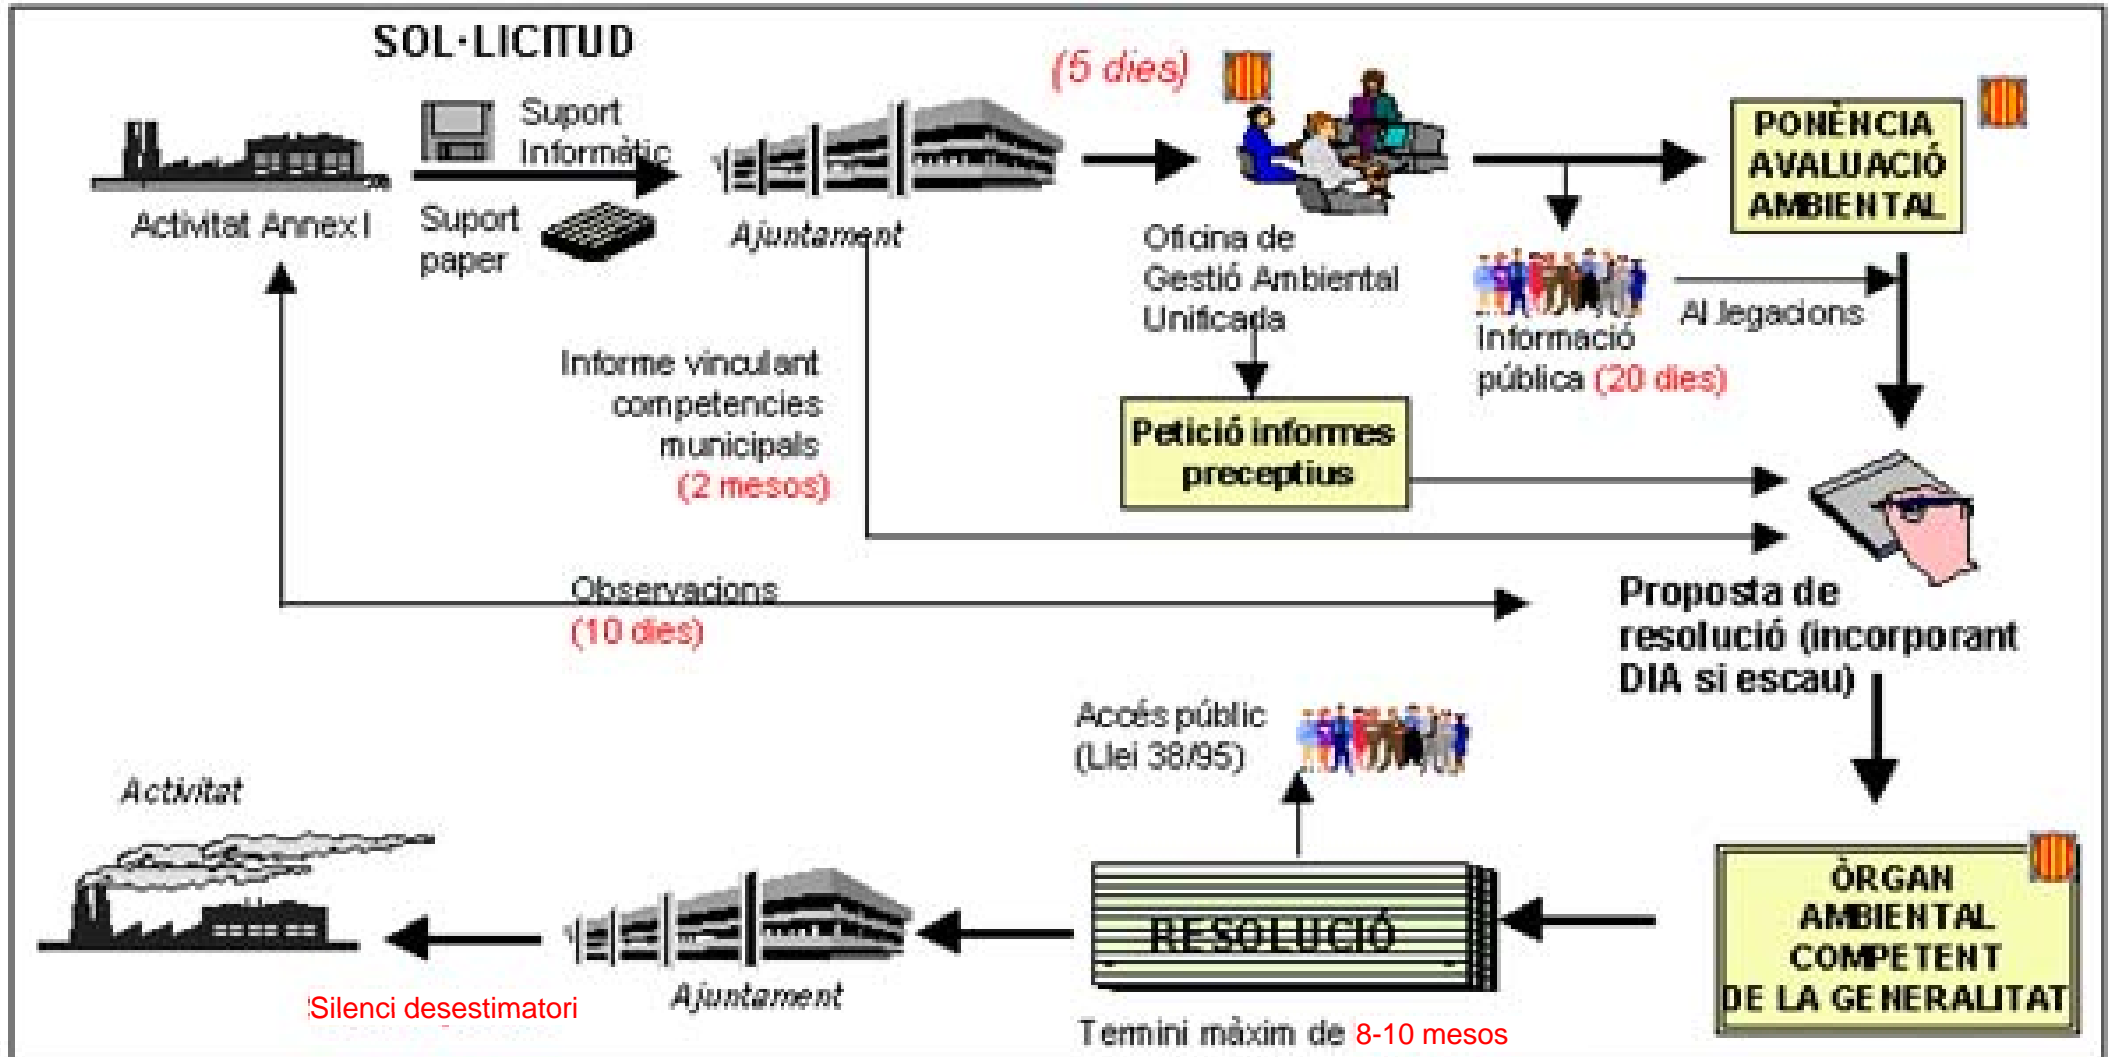 SOL·LICITUD
Suport
Informàtic
Activitat Annex I
Suport
paper
Ajuntament
(5 dies)
Oficina de
Gestió Ambiental
Unificada
PONÈNCIA
AVALUACIÓ
AMBIENTAL
Informació
pública (20 dies)
Al.legacions
Informe vinculant
competencies
municipals
(2 mesos)
Petició informes
preceptius
Observacions
(10 dies)
Proposta de
resolució (incorporant
DIA si escau)
Accés públic
(Llei 38/95)
Activitat
Silenci desestimatori
Ajuntament
RESOLUCIÓ
Termini màxim de 8-10 mesos
ÒRGAN
AMBIENTAL
COMPETENT
DE LA GENERALITAT